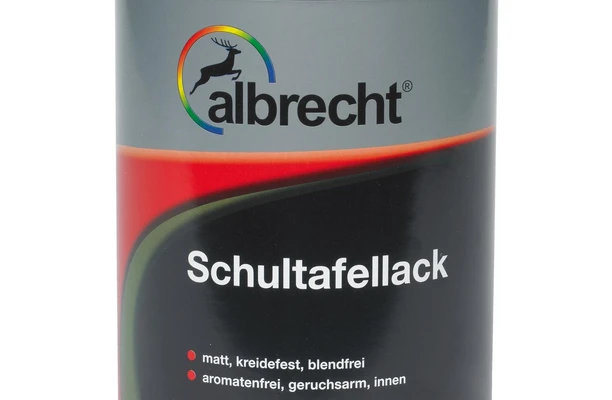 albrecht®
Schultafellack
matt, kreidefest, blendfrei
aromatenfrei, geruchsarm, innen